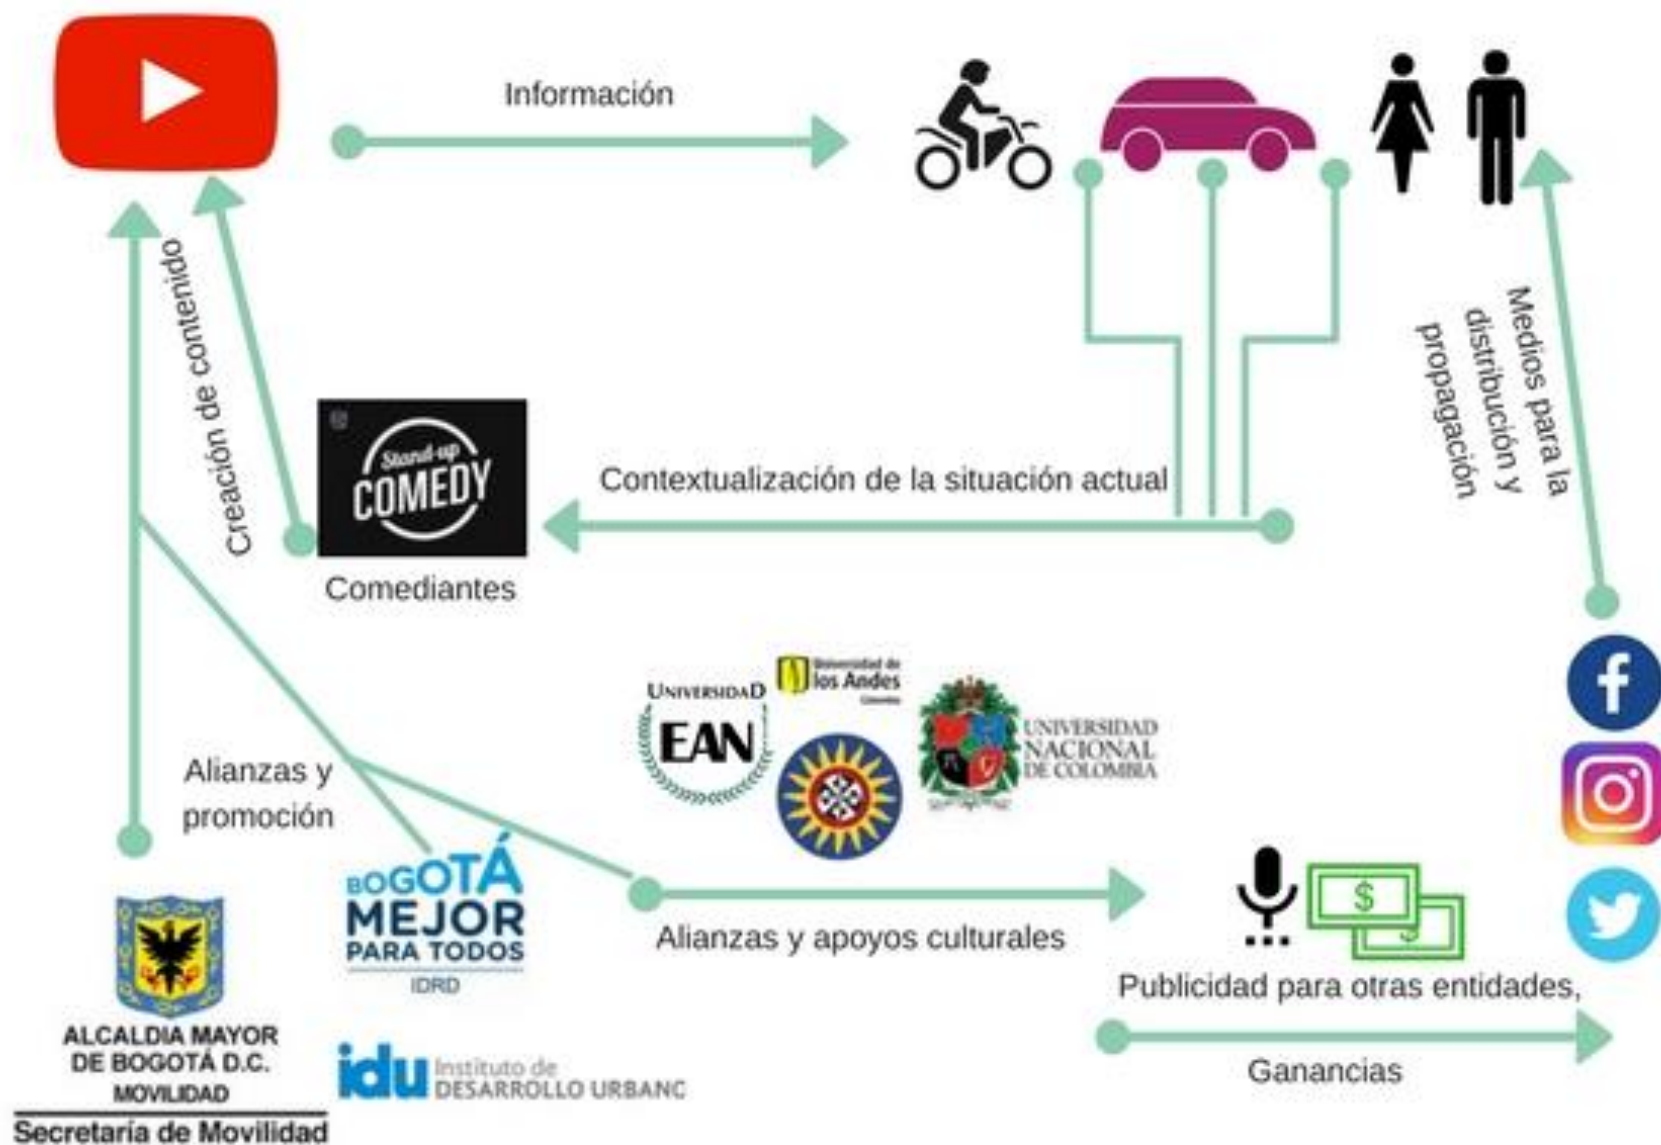 Información
Creación de contenido
Medios para la
distribución y
propagación
Stand-up
COMEDY
Contextualización de la situación actual
Comediantes
UNIVERSIDAD
EAN
Universidad de
los Andes
Colombia
UNIVERSIDAD
NACIONAL
DE COLOMBIA
Alianzas y
promoción
BOGOTÁ
MEJOR
PARA TODOS
IDRD
Alianzas y apoyos culturales
$
Publicidad para otras entidades,
Ganancias
ALCALDIA MAYOR
DE BOGOTÁ D.C.
MOVILIDAD
Secretaría de Movilidad
idu Instituto de
DESARROLLO URBANO